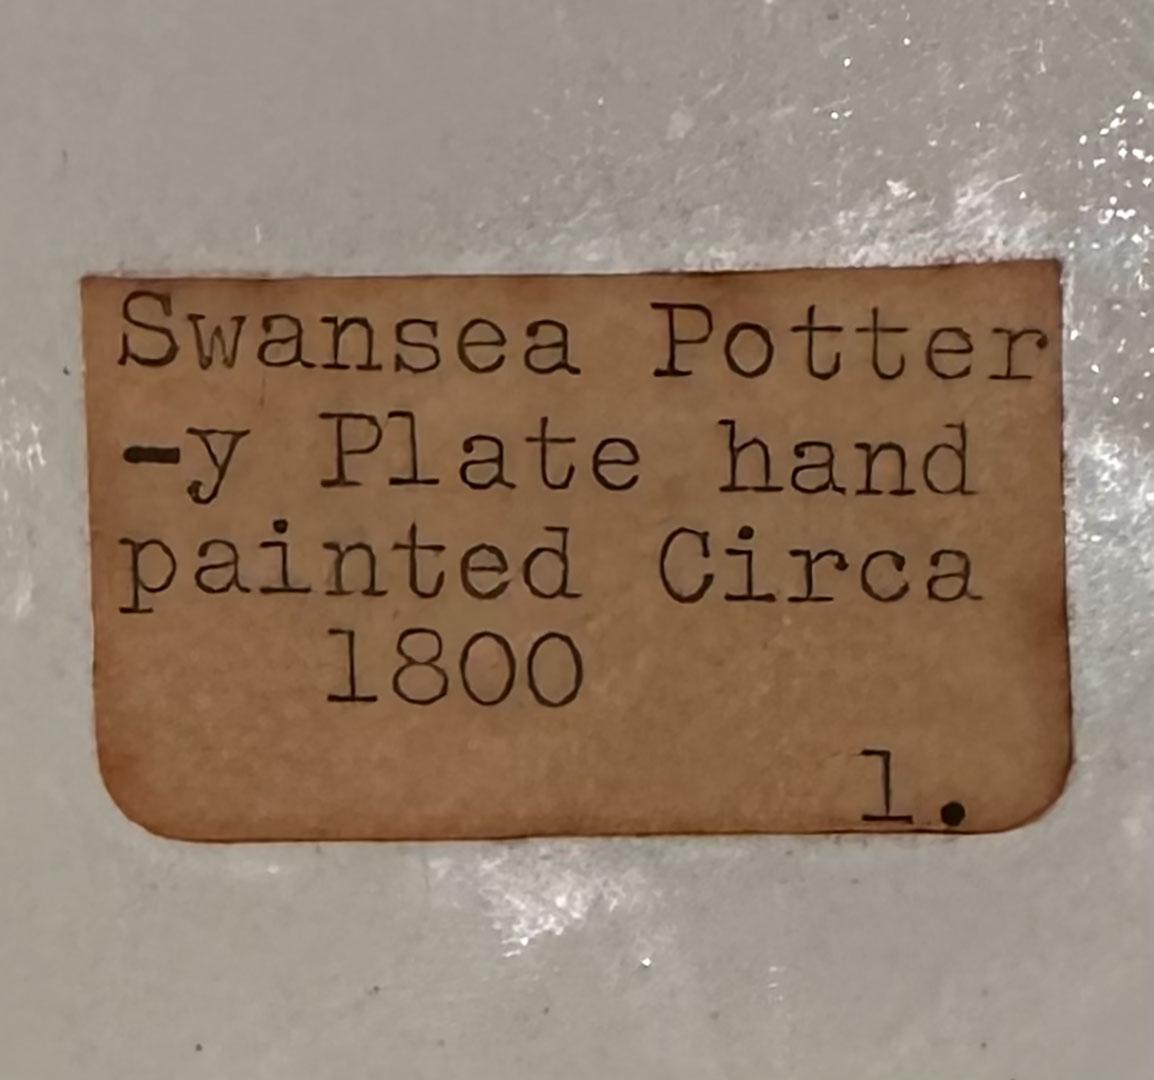 Swansea Potter
-y Plate hand
painted Circa
1800
1.